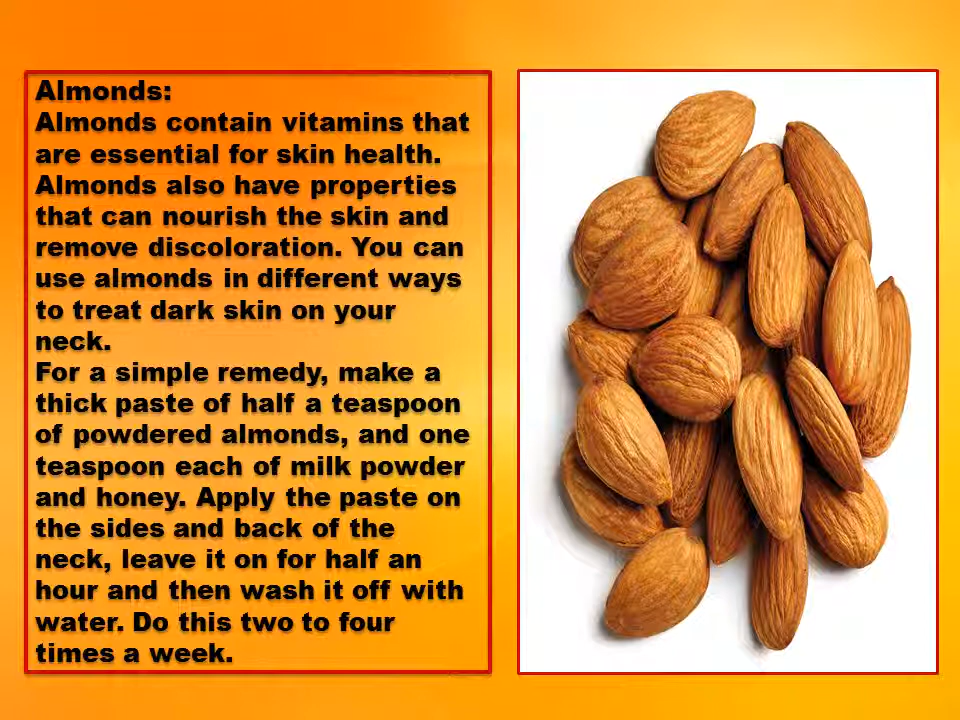 Almonds:
Almonds contain vitamins that
are essential for skin health.
Almonds also have properties
that can nourish the skin and
remove discoloration. You can
use almonds in different ways
to treat dark skin on your
neck.
For a simple remedy, make a
thick paste of half a teaspoon
of powdered almonds, and one
teaspoon each of milk powder
and honey. Apply the paste on
the sides and back of the
neck, leave it on for half an
hour and then wash it off with
water. Do this two to four
times a week.